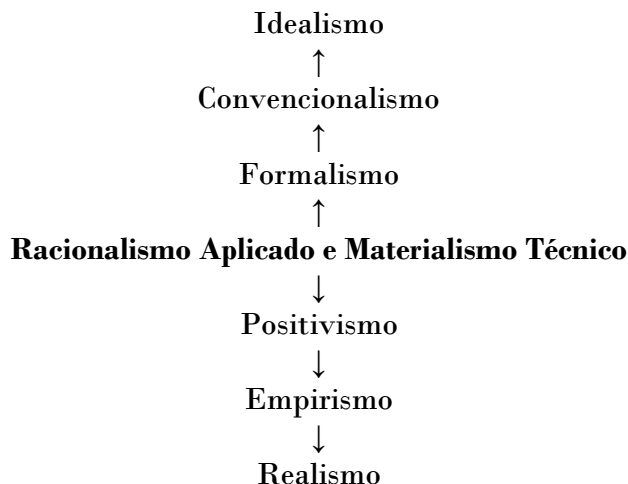 Idealismo
↑
Convencionalismo
↑
Formalismo
↑
Racionalismo Aplicado e Materialismo Técnico
↓
Positivismo
↓
Empirismo
↓
Realismo